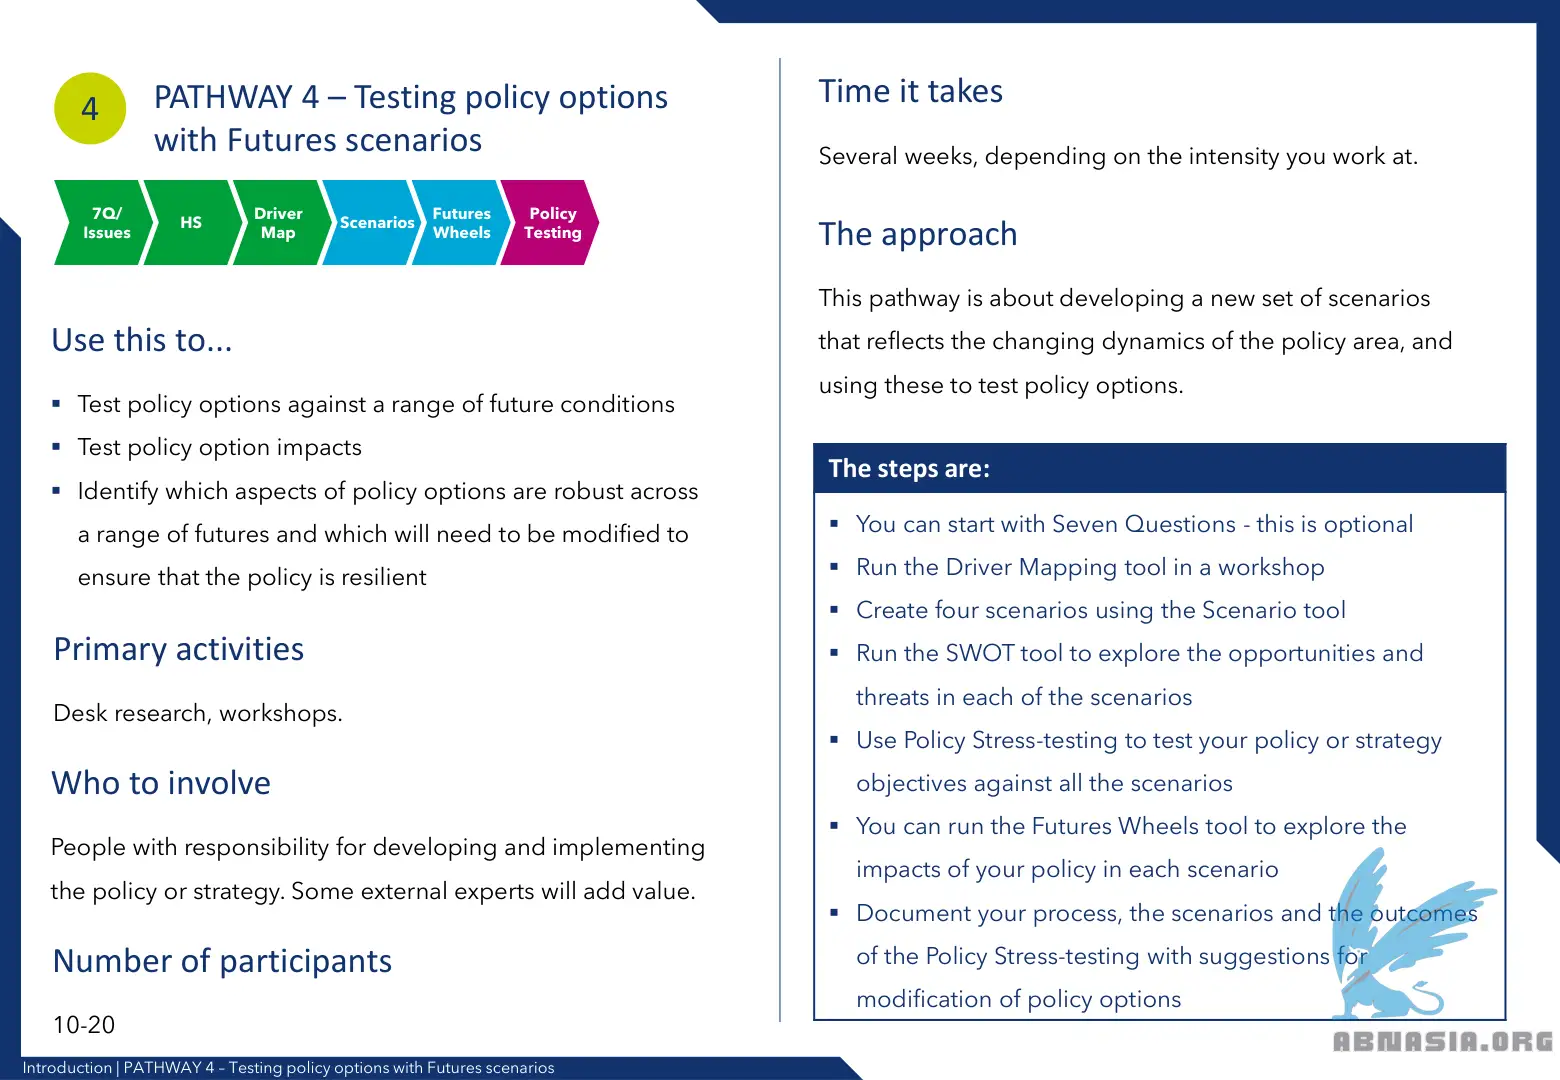 4
PATHWAY 4 – Testing policy options
with Futures scenarios
7Q/
Issues
HS
Driver
Map
Scenarios
Futures
Wheels
Policy
Testing
Use this to...
▪ Test policy options against a range of future conditions
▪ Test policy option impacts
▪ Identify which aspects of policy options are robust across
a range of futures and which will need to be modified to
ensure that the policy is resilient
Primary activities
Desk research, workshops.
Who to involve
People with responsibility for developing and implementing
the policy or strategy. Some external experts will add value.
Number of participants
10-20
Time it takes
Several weeks, depending on the intensity you work at.
The approach
This pathway is about developing a new set of scenarios
that reflects the changing dynamics of the policy area, and
using these to test policy options.
The steps are:
▪ You can start with Seven Questions - this is optional
▪ Run the Driver Mapping tool in a workshop
▪ Create four scenarios using the Scenario tool
▪ Run the SWOT tool to explore the opportunities and
threats in each of the scenarios
▪ Use Policy Stress-testing to test your policy or strategy
objectives against all the scenarios
▪ You can run the Futures Wheels tool to explore the
impacts of your policy in each scenario
▪ Document your process, the scenarios and the outcomes
of the Policy Stress-testing with suggestions for
modification of policy options
ABNASIA.ORG
Introduction | PATHWAY 4 – Testing policy options with Futures scenarios